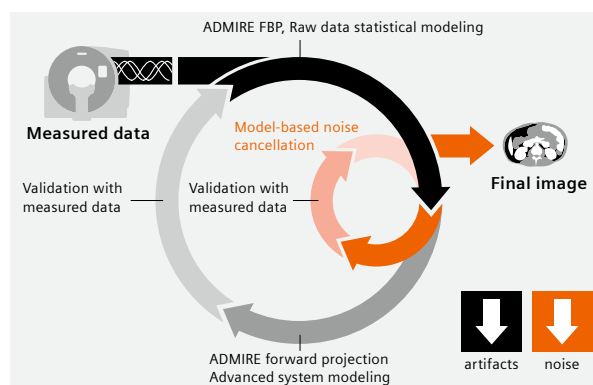 ADMIRE FBP, Raw data statistical modeling
Measured data
Model-based noise
cancellation
Final image
Validation with
measured data
Validation with
measured data
ADMIRE forward projection
Advanced system modeling
artifacts
noise